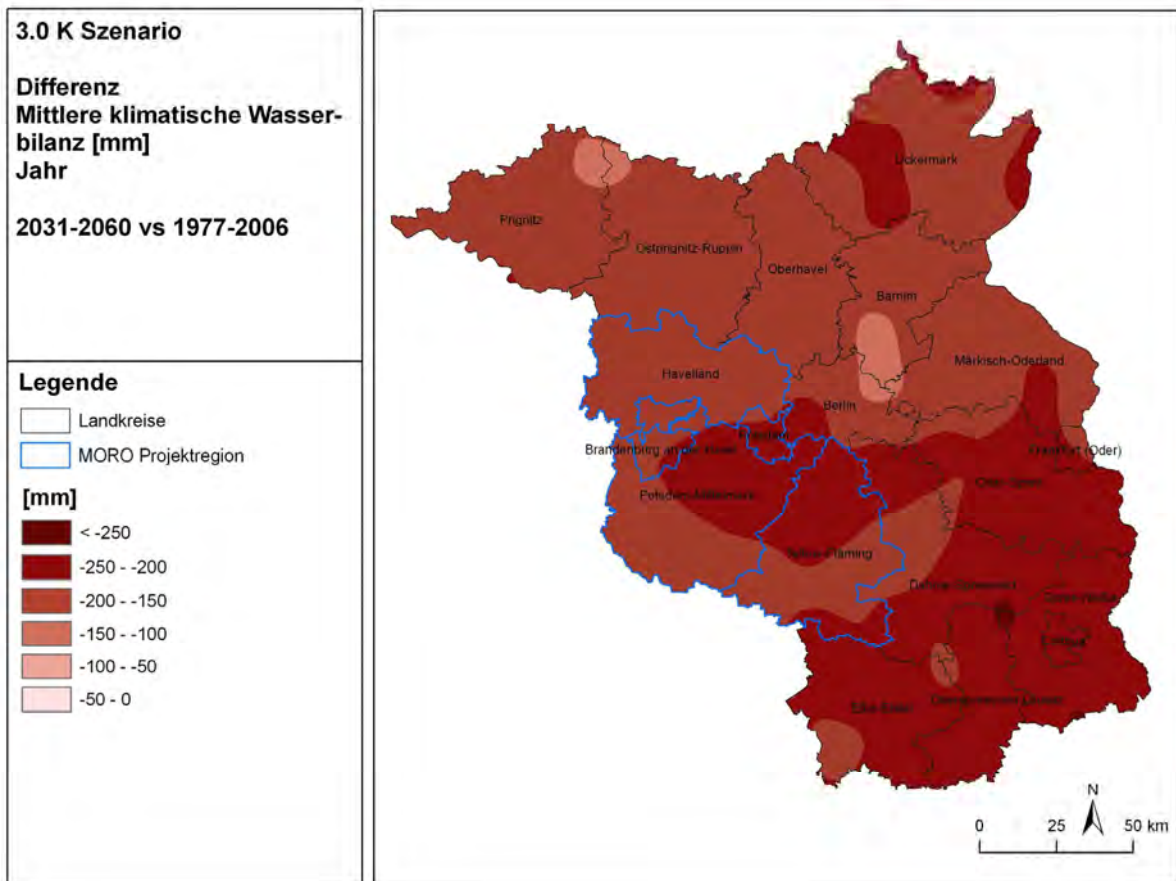 3.0 K Szenario
Differenz
Mittlere klimatische Wasser-
bilanz [mm]
Jahr
2031-2060 vs 1977-2006
Legende
Landkreise
MORO Projektregion
[mm]
< -250
-250 - -200
-200 - -150
-150 - -100
-100 - -50
-50 - 0
Uckermark
Prignitz
Ostprignitz-Ruppin
Oberhavel
Barnim
Märkisch-Oderland
Havelland
Berlin
Potsdam
Brandenburg an der Havel
Frankfurt (Oder)
Oder-Spree
Potsdam-Mittelmark
Teltow-Fläming
Dahme-Spreewald
Spree-Neiße
Cottbus
Elbe-Elster
Oberspreewald-Lausitz
N
0 25 50 km